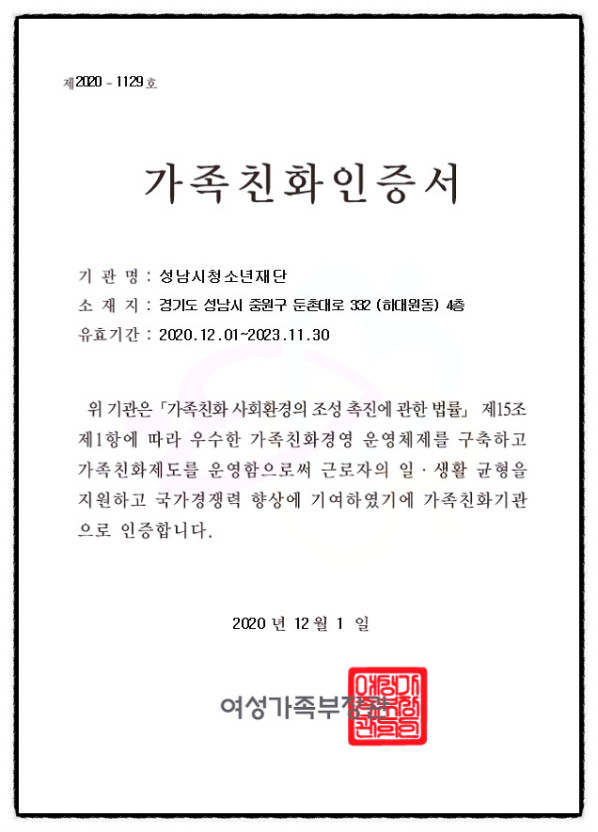 제2020 - 1129호
가족친화인증서
기 관 명 : 성남시청소년재단
소 재 지 : 경기도 성남시 중원구 둔촌대로 332 (하대원동) 4층
유효기간 : 2020.12.01~2023.11.30
위 기관은 「가족친화 사회환경의 조성 촉진에 관한 법률」 제15조
제1항에 따라 우수한 가족친화경영 운영체제를 구축하고
가족친화제도를 운영함으로써 근로자의 일 · 생활 균형을
지원하고 국가경쟁력 향상에 기여하였기에 가족친화기관
으로 인증합니다.
2020 년 12 월 1 일
여성가족부장관